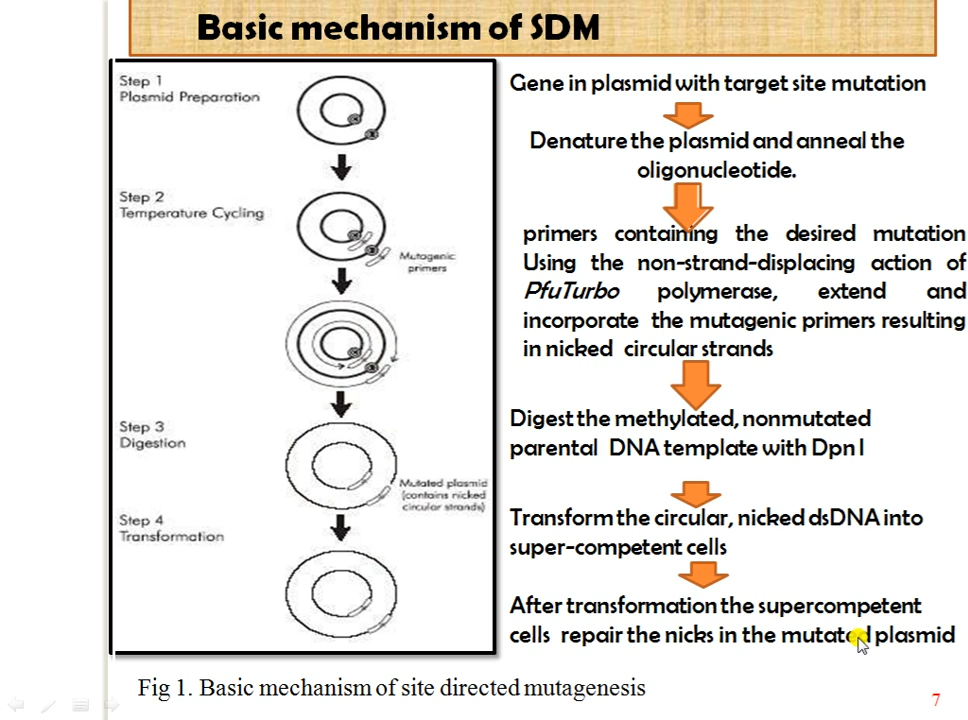 Basic mechanism of SDM
Step 1
Plasmid Preparation
Step 2
Temperature Cycling
Mutagenic
primers
Step 3
Digestion
Mutated plasmid
(contains nicked
circular strands)
Step 4
Transformation
Gene in plasmid with target site mutation
Denature the plasmid and anneal the
oligonucleotide.
primers containing the desired mutation
Using the non-strand-displacing action of
PfuTurbo polymerase, extend and
incorporate the mutagenic primers resulting
in nicked circular strands
Digest the methylated, nonmutated
parental DNA template with Dpn I
Transform the circular, nicked dsDNA into
super-competent cells
After transformation the supercompetent
cells repair the nicks in the mutated plasmid
Fig 1. Basic mechanism of site directed mutagenesis
7